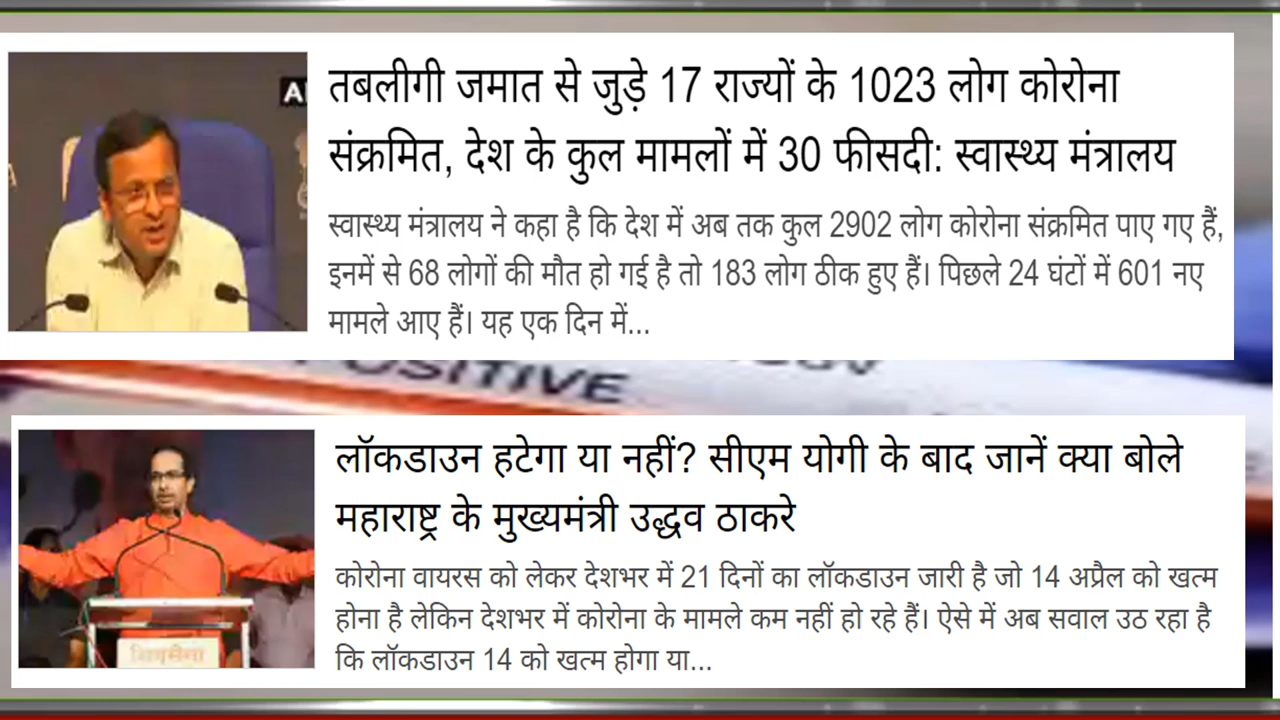 A
तबलीगी जमात से जुड़े 17 राज्यों के 1023 लोग कोरोना
संक्रमित, देश के कुल मामलों में 30 फीसदी: स्वास्थ्य मंत्रालय
स्वास्थ्य मंत्रालय ने कहा है कि देश में अब तक कुल 2902 लोग कोरोना संक्रमित पाए गए हैं,
इनमें से 68 लोगों की मौत हो गई है तो 183 लोग ठीक हुए हैं। पिछले 24 घंटों में 601 नए
मामले आए हैं। यह एक दिन में...
POSITIVE
लॉकडाउन हटेगा या नहीं? सीएम योगी के बाद जानें क्या बोले
महाराष्ट्र के मुख्यमंत्री उद्धव ठाकरे
कोरोना वायरस को लेकर देशभर में 21 दिनों का लॉकडाउन जारी है जो 14 अप्रैल को खत्म
होना है लेकिन देशभर में कोरोना के मामले कम नहीं हो रहे हैं। ऐसे में अब सवाल उठ रहा है
कि लॉकडाउन 14 को खत्म होगा या...
शिवसेना